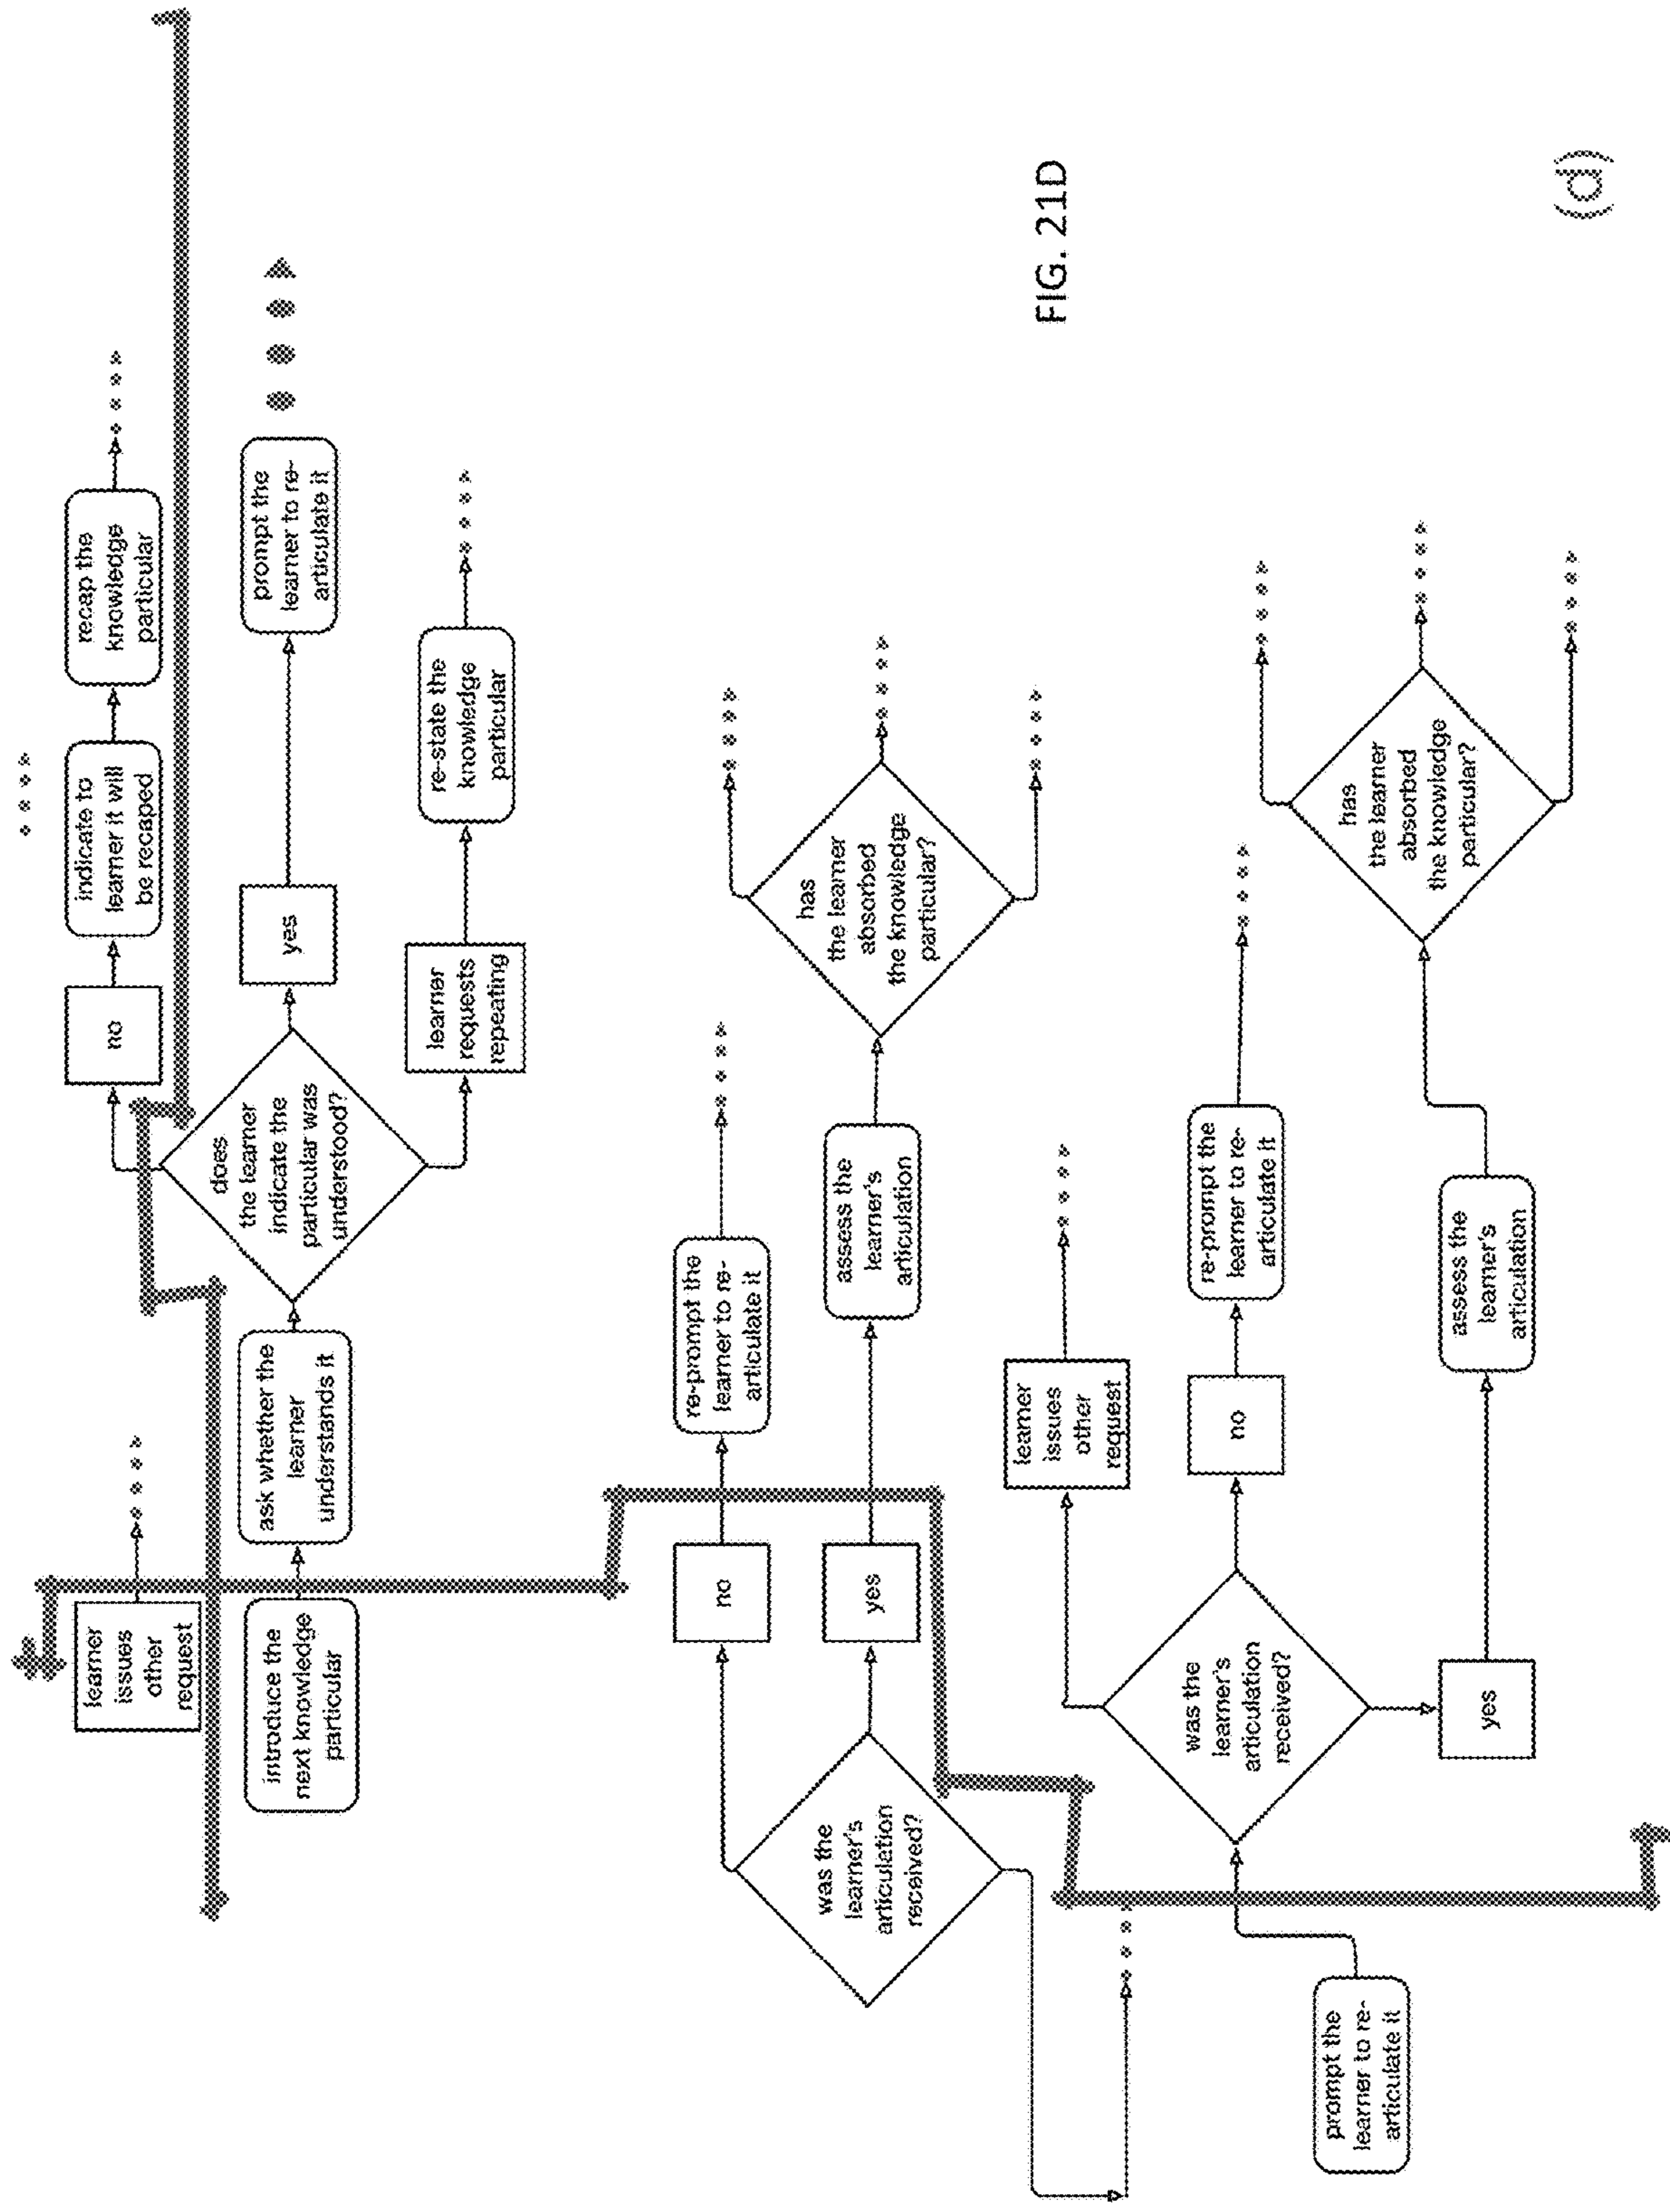 learner
issues
other
request
no
indicate to
learner it will
be recaped
recap the
knowledge
particular
introduce the
next knowledge
particular
ask whether the
learner
understands it
does
the learner
indicate the
particular was
understood?
yes
prompt the
learner to re-
articulate it
learner
requests
repeating
re-state the
knowledge
particular
was the
learner's
articulation
received?
no
re-prompt the
learner to re-
articulate it
yes
assess the
learner's
articulation
has
the learner
absorbed
the knowledge
particular?
FIG. 21D
prompt the
learner to re-
articulate it
was the
learner's
articulation
received?
learner
issues
other
request
no
re-prompt the
learner to re-
articulate it
yes
assess the
learner's
articulation
has
the learner
absorbed
the knowledge
particular?
(d)